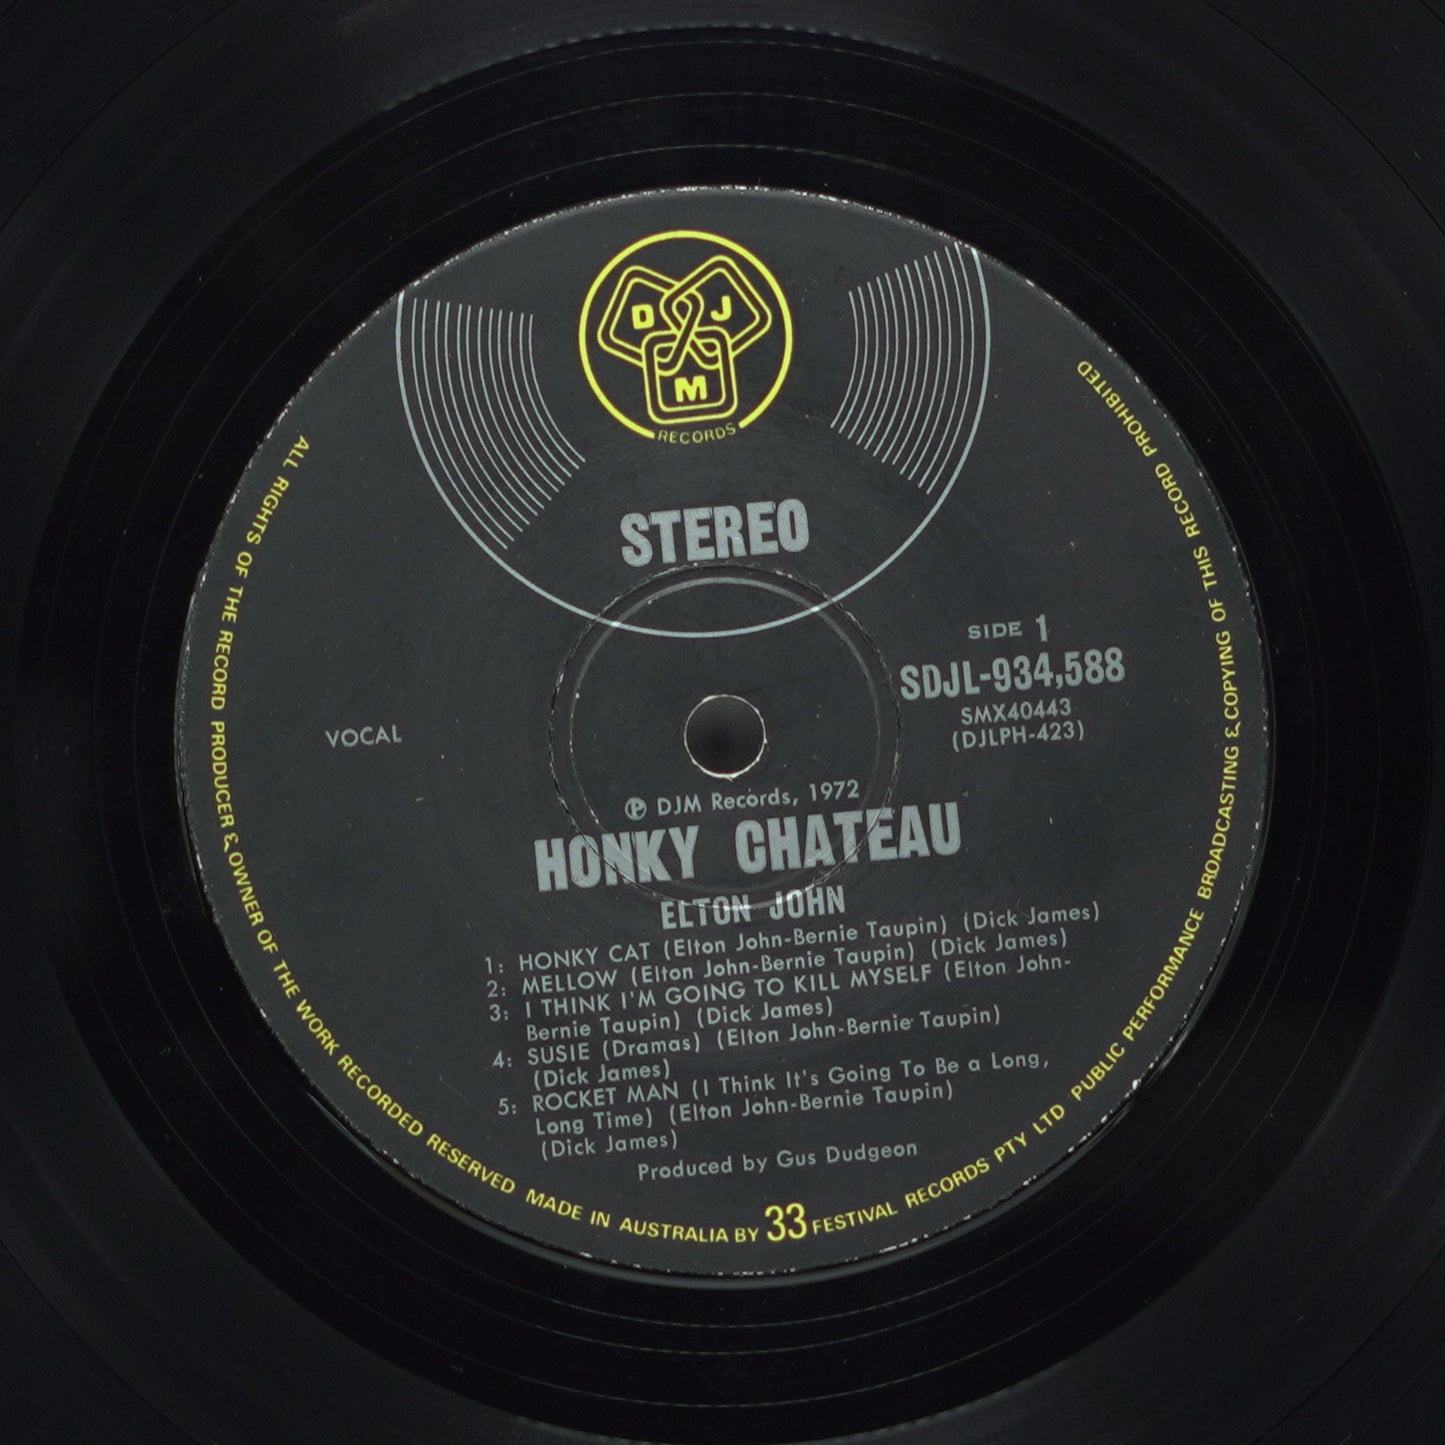 D J
M
RECORDS
STEREO
SIDE 1
SDJL-934,588
SMX40443
(DJLPH-423)
VOCAL
Ⓟ DJM Records, 1972
HONKY CHATEAU
ELTON JOHN
1: HONKY CAT (Elton John-Bernie Taupin) (Dick James)
2: MELLOW (Elton John-Bernie Taupin) (Dick James)
3: I THINK I'M GOING TO KILL MYSELF (Elton John-
Bernie Taupin) (Dick James)
4: SUSIE (Dramas) (Elton John-Bernie Taupin)
(Dick James)
5: ROCKET MAN (I Think It's Going To Be a Long,
Long Time) (Elton John-Bernie Taupin)
(Dick James)
Produced by Gus Dudgeon
ALL RIGHTS OF THE RECORD PRODUCER & OWNER OF THE WORK RECORDED RESERVED MADE IN AUSTRALIA BY 33 FESTIVAL RECORDS PTY LTD PUBLIC PERFORMANCE BROADCASTING & COPYING OF THIS RECORD PROHIBITED